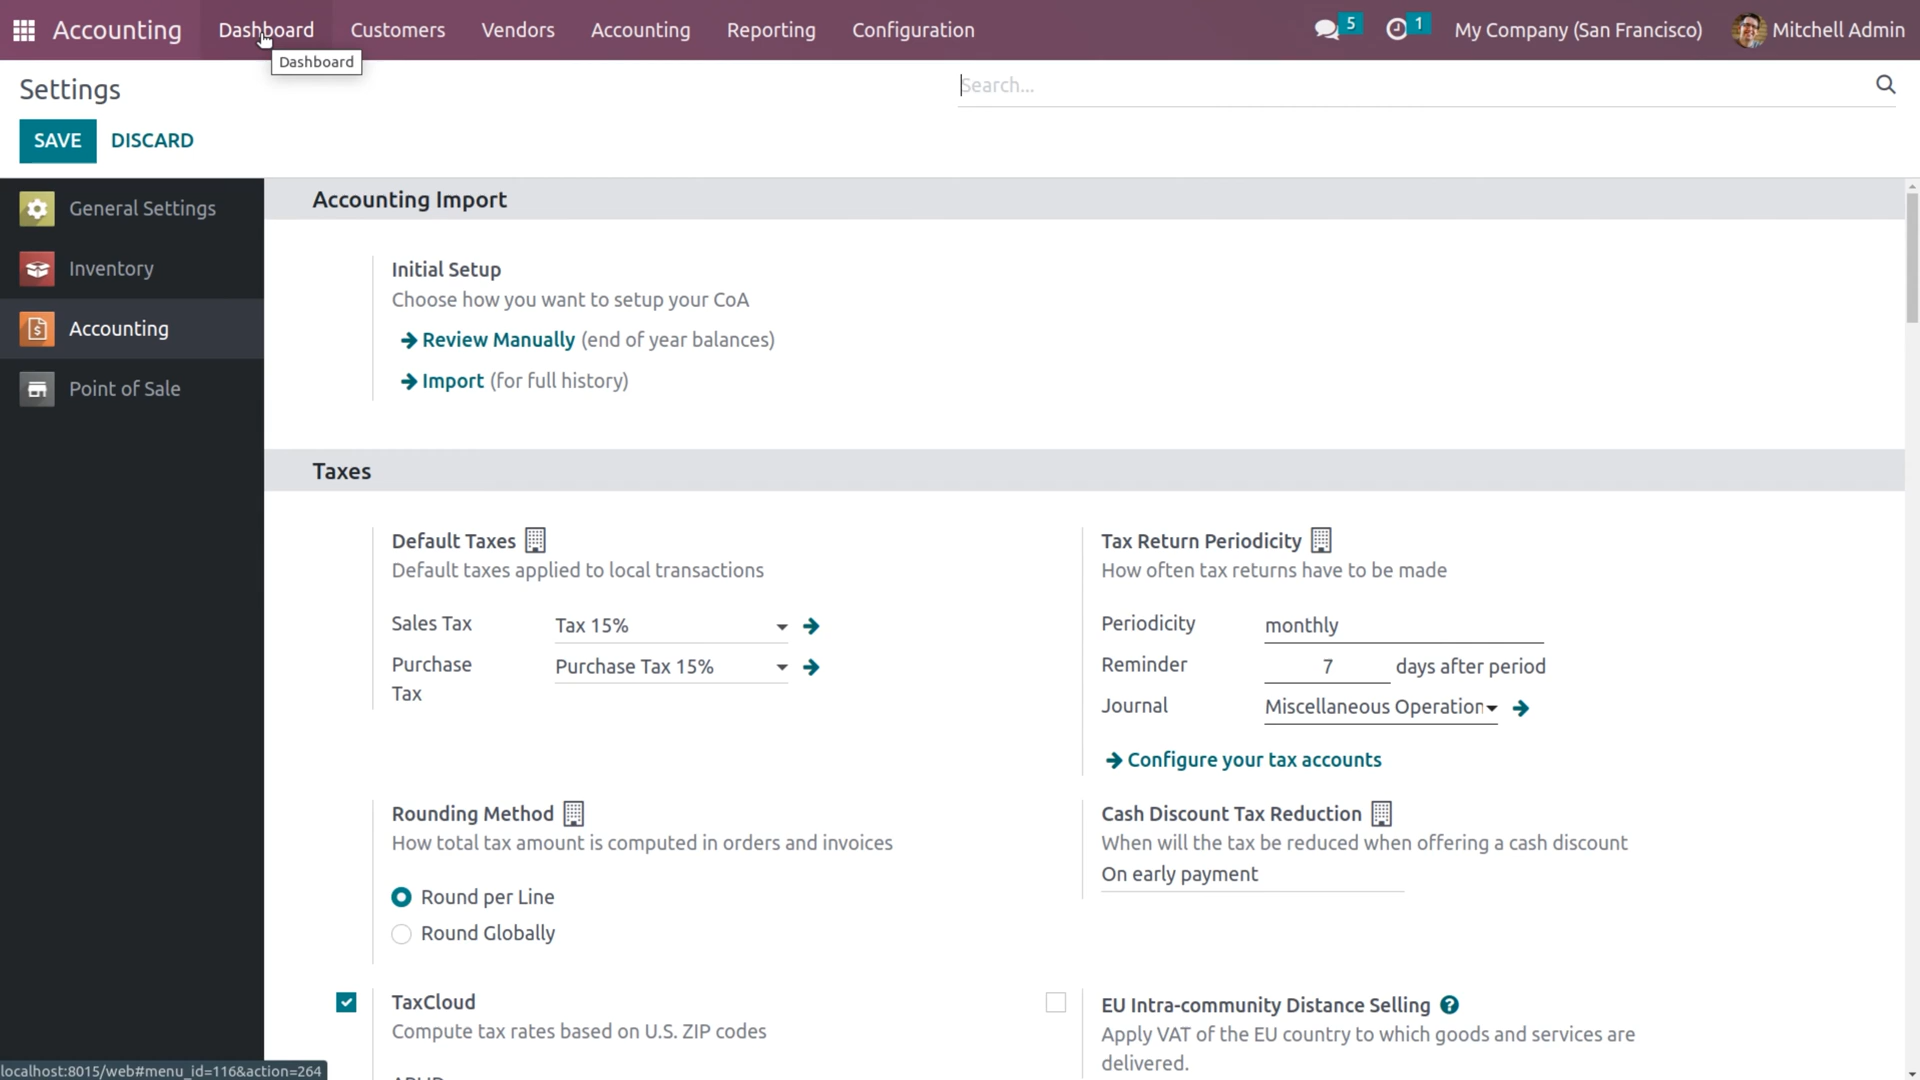 Accounting Dashboard Customers Vendors Accounting Reporting Configuration 5 1 My Company (San Francisco) Mitchell Admin
Dashboard
Settings
Search...
SAVE DISCARD
General Settings
Inventory
Accounting
Point of Sale
Accounting Import
Initial Setup
Choose how you want to setup your CoA
Review Manually (end of year balances)
Import (for full history)
Taxes
Default Taxes
Default taxes applied to local transactions
Sales Tax Tax 15%
Purchase Tax Purchase Tax 15%
Tax Return Periodicity
How often tax returns have to be made
Periodicity monthly
Reminder 7 days after period
Journal Miscellaneous Operation
Configure your tax accounts
Rounding Method
How total tax amount is computed in orders and invoices
Round per Line
Round Globally
Cash Discount Tax Reduction
When will the tax be reduced when offering a cash discount
On early payment
TaxCloud
Compute tax rates based on U.S. ZIP codes
EU Intra-community Distance Selling ?
Apply VAT of the EU country to which goods and services are
delivered.
localhost:8015/web#menu_id=116&action=264